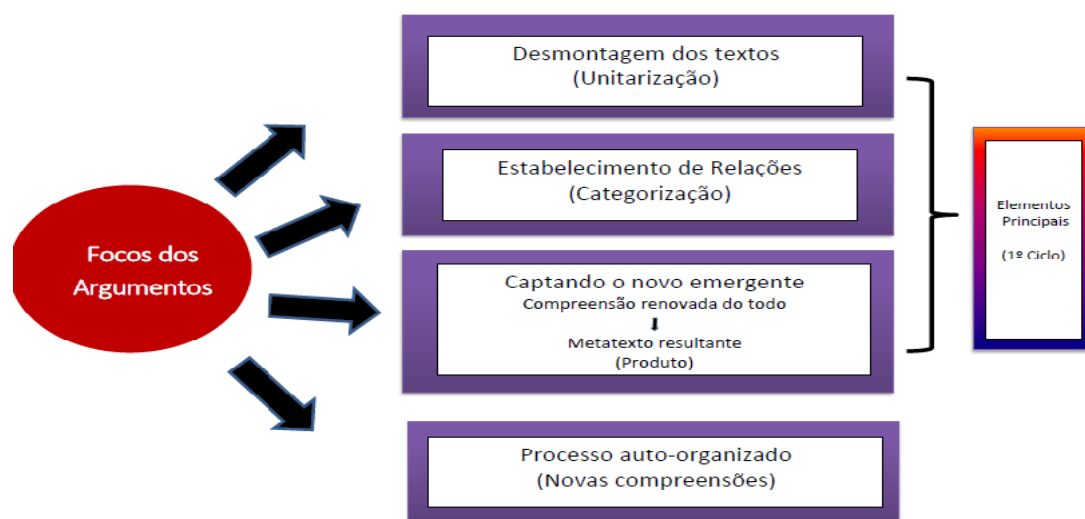 Desmontagem dos textos
(Unitarização)
Estabelecimento de Relações
(Categorização)
Focos dos
Argumentos
Captando o novo emergente
Compreensão renovada do todo
Metatexto resultante
(Produto)
Processo auto-organizado
(Novas compreensões)
Elementos
Principais
(1º Ciclo)